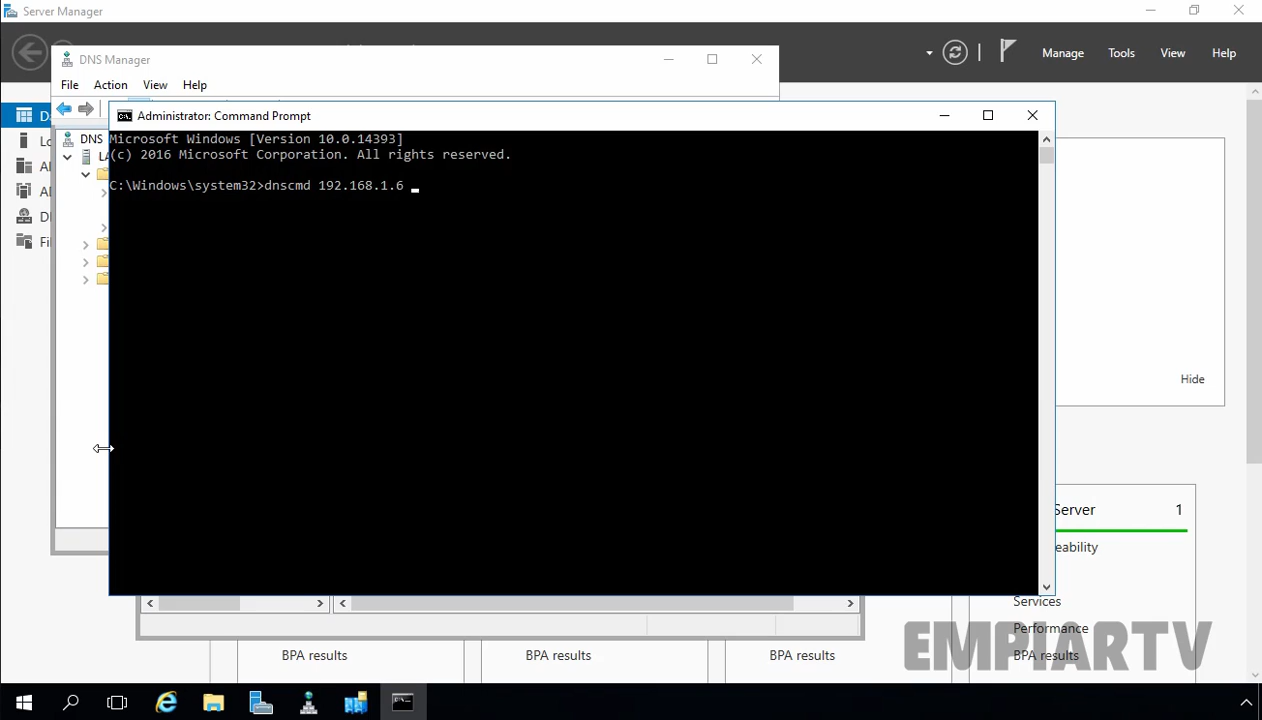 Server Manager
DNS Manager
Manage
Tools
View
Help
File
Action
View
Help
Administrator: Command Prompt
DNS
Microsoft Windows [Version 10.0.14393]
(c) 2016 Microsoft Corporation. All rights reserved.
C:\Windows\system32>dnscmd 192.168.1.6 _
Hide
Server
1
eability
Services
Performance
BPA results
BPA results
BPA results
BPA results
EMPIARTV